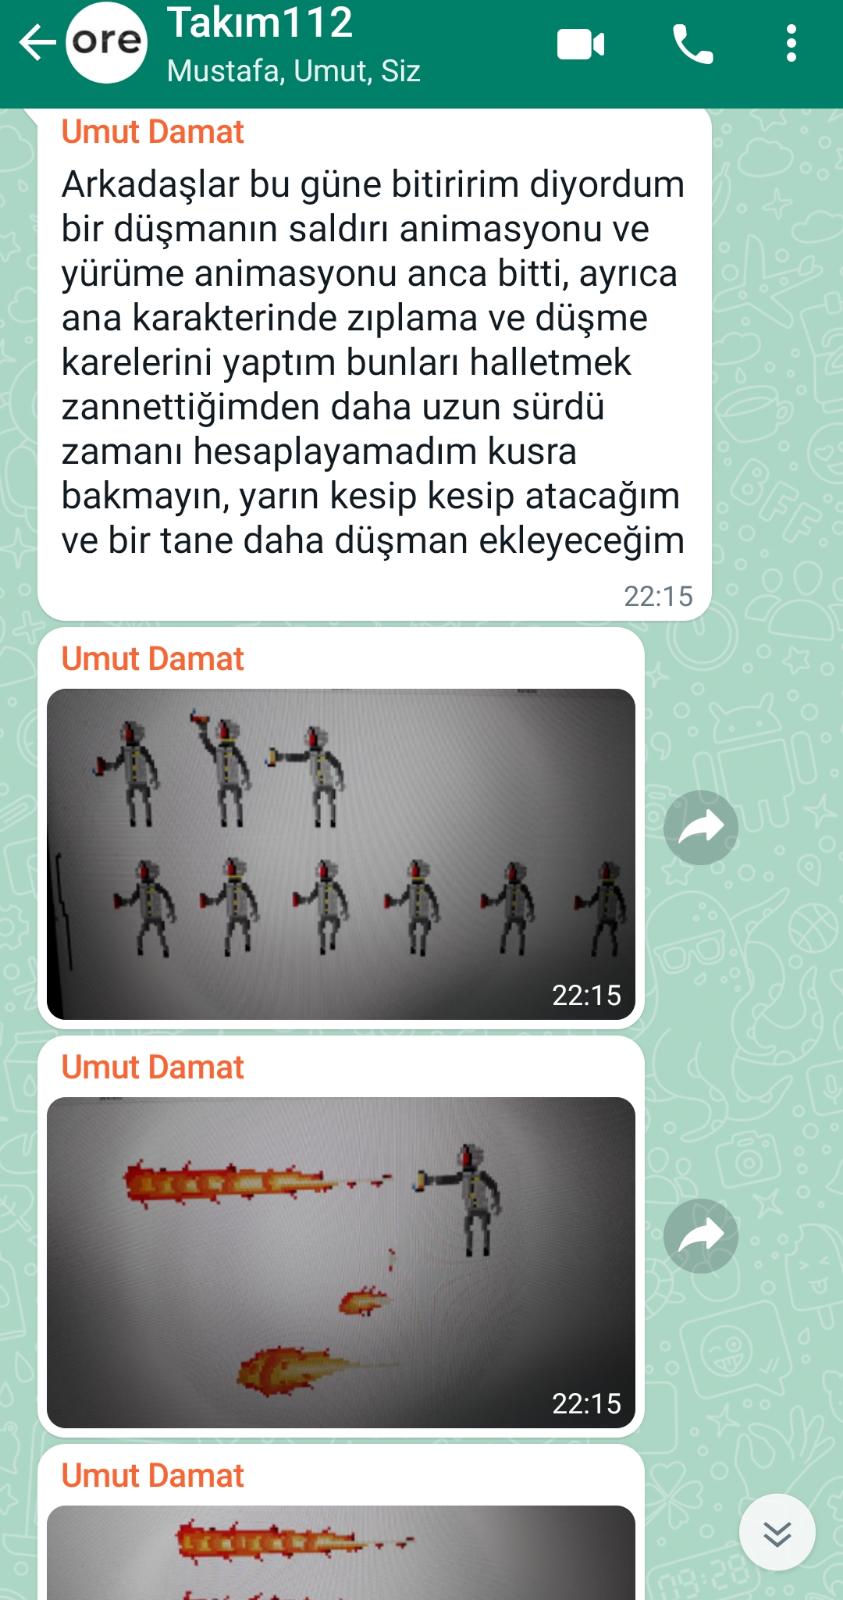 ore
Takım112
Mustafa, Umut, Siz
Umut Damat
Arkadaşlar bu güne bitiririm diyordum
bir düşmanın saldırı animasyonu ve
yürüme animasyonu anca bitti, ayrıca
ana karakterinde zıplama ve düşme
karelerini yaptım bunları halletmek
zannettiğimden daha uzun sürdü
zamanı hesaplayamadım kusra
bakmayın, yarın kesip kesip atacağım
ve bir tane daha düşman ekleyeceğim
22:15
Umut Damat
22:15
Umut Damat
22:15
Umut Damat
BFF
09:28